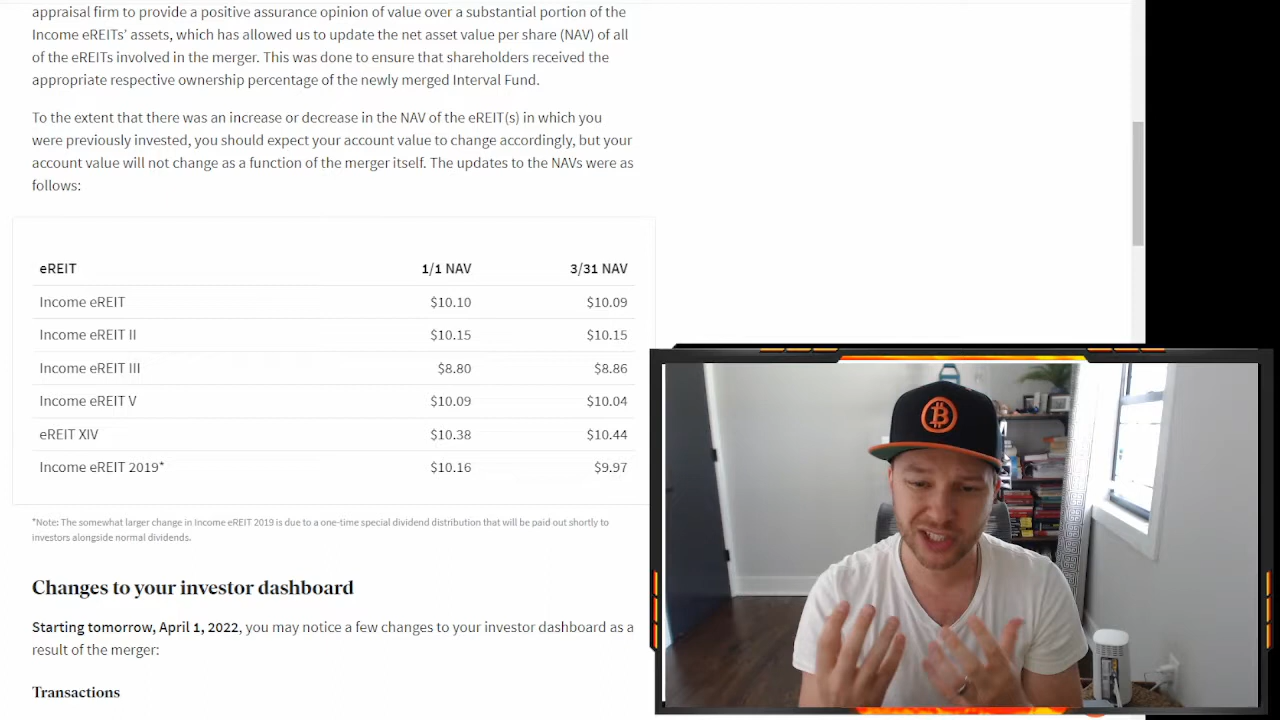 appraisal firm to provide a positive assurance opinion of value over a substantial portion of the
Income eREITs' assets, which has allowed us to update the net asset value per share (NAV) of all
of the eREITs involved in the merger. This was done to ensure that shareholders received the
appropriate respective ownership percentage of the newly merged Interval Fund.
To the extent that there was an increase or decrease in the NAV of the eREIT(s) in which you
were previously invested, you should expect your account value to change accordingly, but your
account value will not change as a function of the merger itself. The updates to the NAVs were as
follows:
eREIT 1/1 NAV 3/31 NAV
Income eREIT $10.10 $10.09
Income eREIT II $10.15 $10.15
Income eREIT III $8.80 $8.86
Income eREIT V $10.09 $10.04
eREIT XIV $10.38 $10.44
Income eREIT 2019* $10.16 $9.97
*Note: The somewhat larger change in Income eREIT 2019 is due to a one-time special dividend distribution that will be paid out shortly to
investors alongside normal dividends.
Changes to your investor dashboard
Starting tomorrow, April 1, 2022, you may notice a few changes to your investor dashboard as a
result of the merger:
Transactions